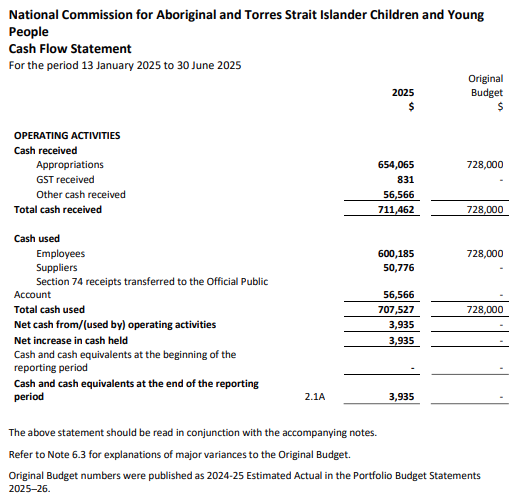 National Commission for Aboriginal and Torres Strait Islander Children and Young
People
Cash Flow Statement
For the period 13 January 2025 to 30 June 2025
Original
2025 Budget
$ $
OPERATING ACTIVITIES
Cash received
Appropriations 654,065 728,000
GST received 831 -
Other cash received 56,566
Total cash received 711,462 728,000
Cash used
Employees 600,185 728,000
Suppliers 50,776 -
Section 74 receipts transferred to the Official Public
Account 56,566 -
Total cash used 707,527 728,000
Net cash from/(used by) operating activities 3,935 -
Net increase in cash held 3,935 -
Cash and cash equivalents at the beginning of the
reporting period - -
Cash and cash equivalents at the end of the reporting
period 2.1A 3,935 -
The above statement should be read in conjunction with the accompanying notes.
Refer to Note 6.3 for explanations of major variances to the Original Budget.
Original Budget numbers were published as 2024-25 Estimated Actual in the Portfolio Budget Statements
2025–26.